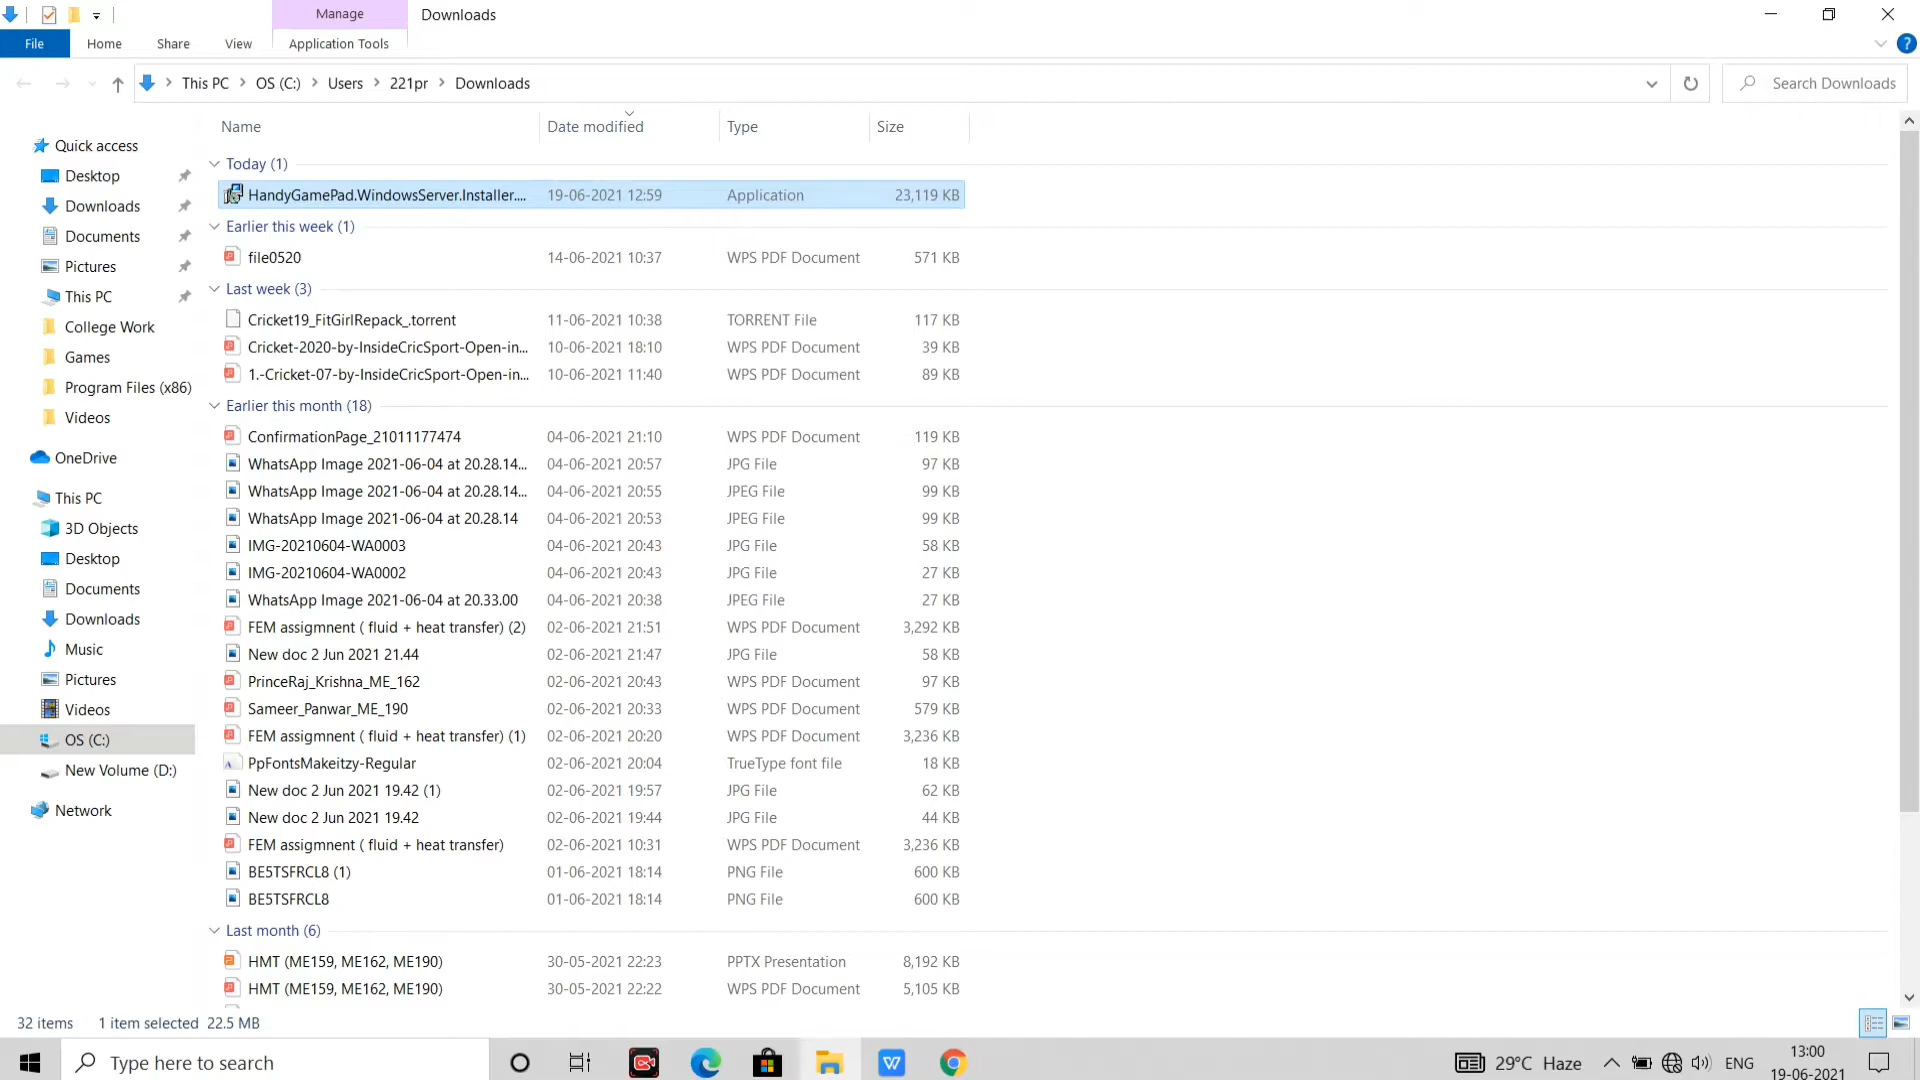 Manage
Downloads
File
Home
Share
View
Application Tools
This PC
OS (C:)
Users
221pr
Downloads
Search Downloads
Name
Date modified
Type
Size
Quick access
Desktop
Downloads
Documents
Pictures
This PC
College Work
Games
Program Files (x86)
Videos
OneDrive
This PC
3D Objects
Desktop
Documents
Downloads
Music
Pictures
Videos
OS (C:)
New Volume (D:)
Network
Today (1)
HandyGamePad.WindowsServer.Installer.... 19-06-2021 12:59 Application 23,119 KB
Earlier this week (1)
file0520 14-06-2021 10:37 WPS PDF Document 571 KB
Last week (3)
Cricket19_FitGirlRepack_.torrent 11-06-2021 10:38 TORRENT File 117 KB
Cricket-2020-by-InsideCricSport-Open-in... 10-06-2021 18:10 WPS PDF Document 39 KB
1.-Cricket-07-by-InsideCricSport-Open-in... 10-06-2021 11:40 WPS PDF Document 89 KB
Earlier this month (18)
ConfirmationPage_21011177474 04-06-2021 21:10 WPS PDF Document 119 KB
WhatsApp Image 2021-06-04 at 20.28.14... 04-06-2021 20:57 JPG File 97 KB
WhatsApp Image 2021-06-04 at 20.28.14... 04-06-2021 20:55 JPEG File 99 KB
WhatsApp Image 2021-06-04 at 20.28.14 04-06-2021 20:53 JPEG File 99 KB
IMG-20210604-WA0003 04-06-2021 20:43 JPG File 58 KB
IMG-20210604-WA0002 04-06-2021 20:43 JPG File 27 KB
WhatsApp Image 2021-06-04 at 20.33.00 04-06-2021 20:38 JPEG File 27 KB
FEM assigmnent ( fluid + heat transfer) (2) 02-06-2021 21:51 WPS PDF Document 3,292 KB
New doc 2 Jun 2021 21.44 02-06-2021 21:47 JPG File 58 KB
PrinceRaj_Krishna_ME_162 02-06-2021 20:43 WPS PDF Document 97 KB
Sameer_Panwar_ME_190 02-06-2021 20:33 WPS PDF Document 579 KB
FEM assigmnent ( fluid + heat transfer) (1) 02-06-2021 20:20 WPS PDF Document 3,236 KB
PpFontsMakeitzy-Regular 02-06-2021 20:04 TrueType font file 18 KB
New doc 2 Jun 2021 19.42 (1) 02-06-2021 19:57 JPG File 62 KB
New doc 2 Jun 2021 19.42 02-06-2021 19:44 JPG File 44 KB
FEM assigmnent ( fluid + heat transfer) 02-06-2021 10:31 WPS PDF Document 3,236 KB
BE5TSFRCL8 (1) 01-06-2021 18:14 PNG File 600 KB
BE5TSFRCL8 01-06-2021 18:14 PNG File 600 KB
Last month (6)
HMT (ME159, ME162, ME190) 30-05-2021 22:23 PPTX Presentation 8,192 KB
HMT (ME159, ME162, ME190) 30-05-2021 22:22 WPS PDF Document 5,105 KB
32 items 1 item selected 22.5 MB
Type here to search
29°C Haze
ENG
13:00
19-06-2021